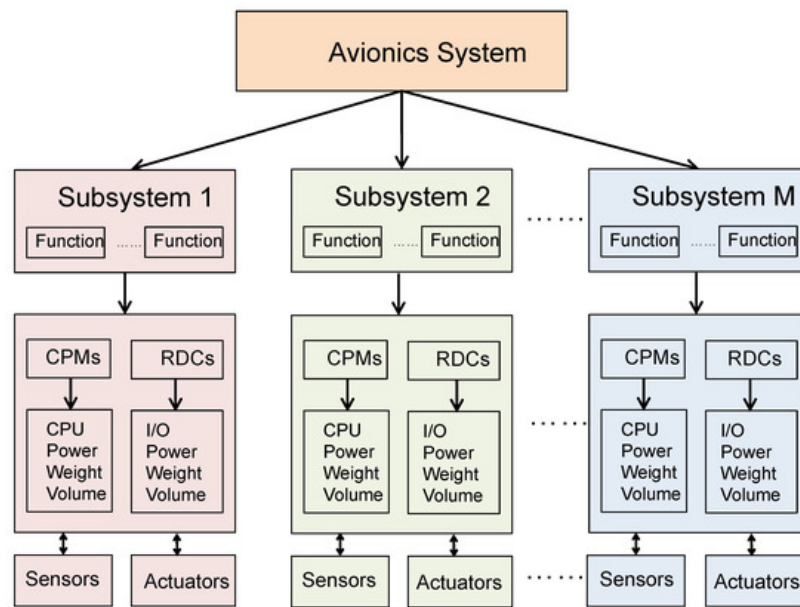 Avionics System
Subsystem 1
Function ...... Function
Subsystem 2
Function ...... Function
......
Subsystem M
Function ...... Function
CPMs
RDCs
CPU
Power
Weight
Volume
I/O
Power
Weight
Volume
CPMs
RDCs
CPU
Power
Weight
Volume
I/O
Power
Weight
Volume
......
CPMs
RDCs
CPU
Power
Weight
Volume
I/O
Power
Weight
Volume
Sensors
Actuators
Sensors
Actuators
......
Sensors
Actuators